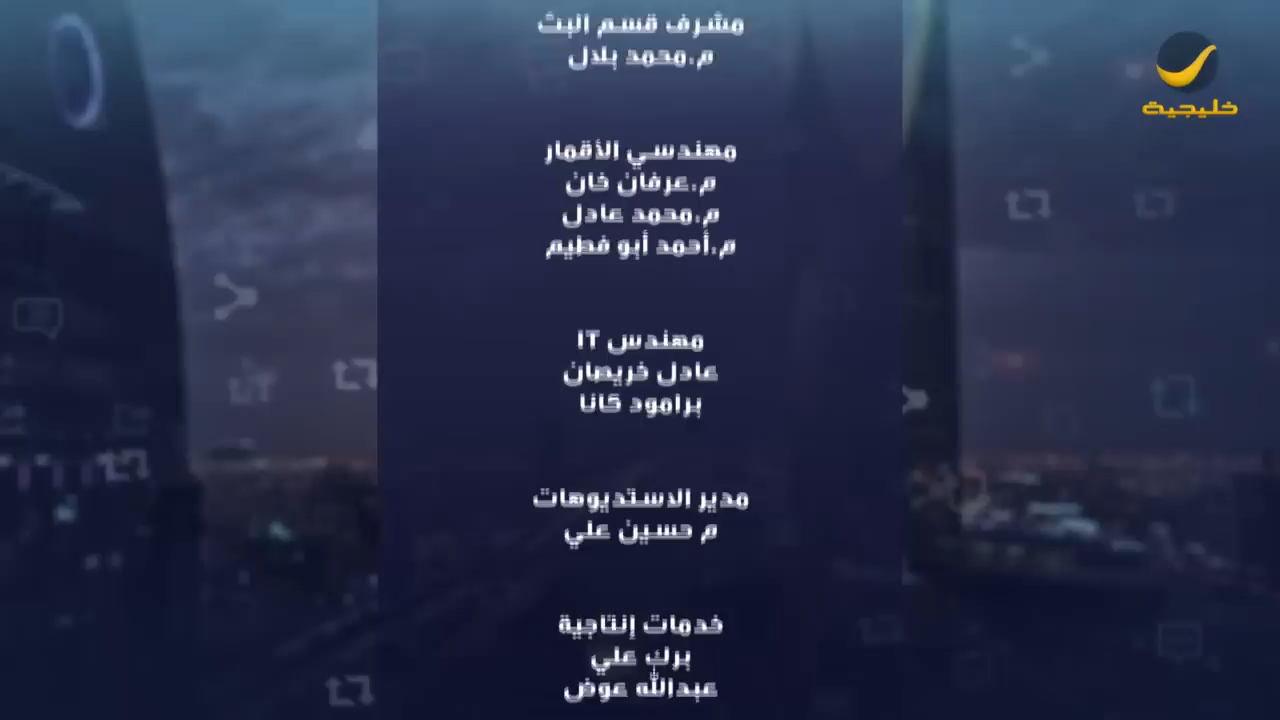 خليجية
مشرف قسم البث
م.محمد بلال
مهندسي الأقمار
م.عرفان خان
م.محمد عادل
م.أحمد أبو فطيم
مهندس IT
عادل خريصان
برامود كانا
مدير الاستديوهات
م حسين علي
خدمات إنتاجية
برك علي
عبدالله عوض